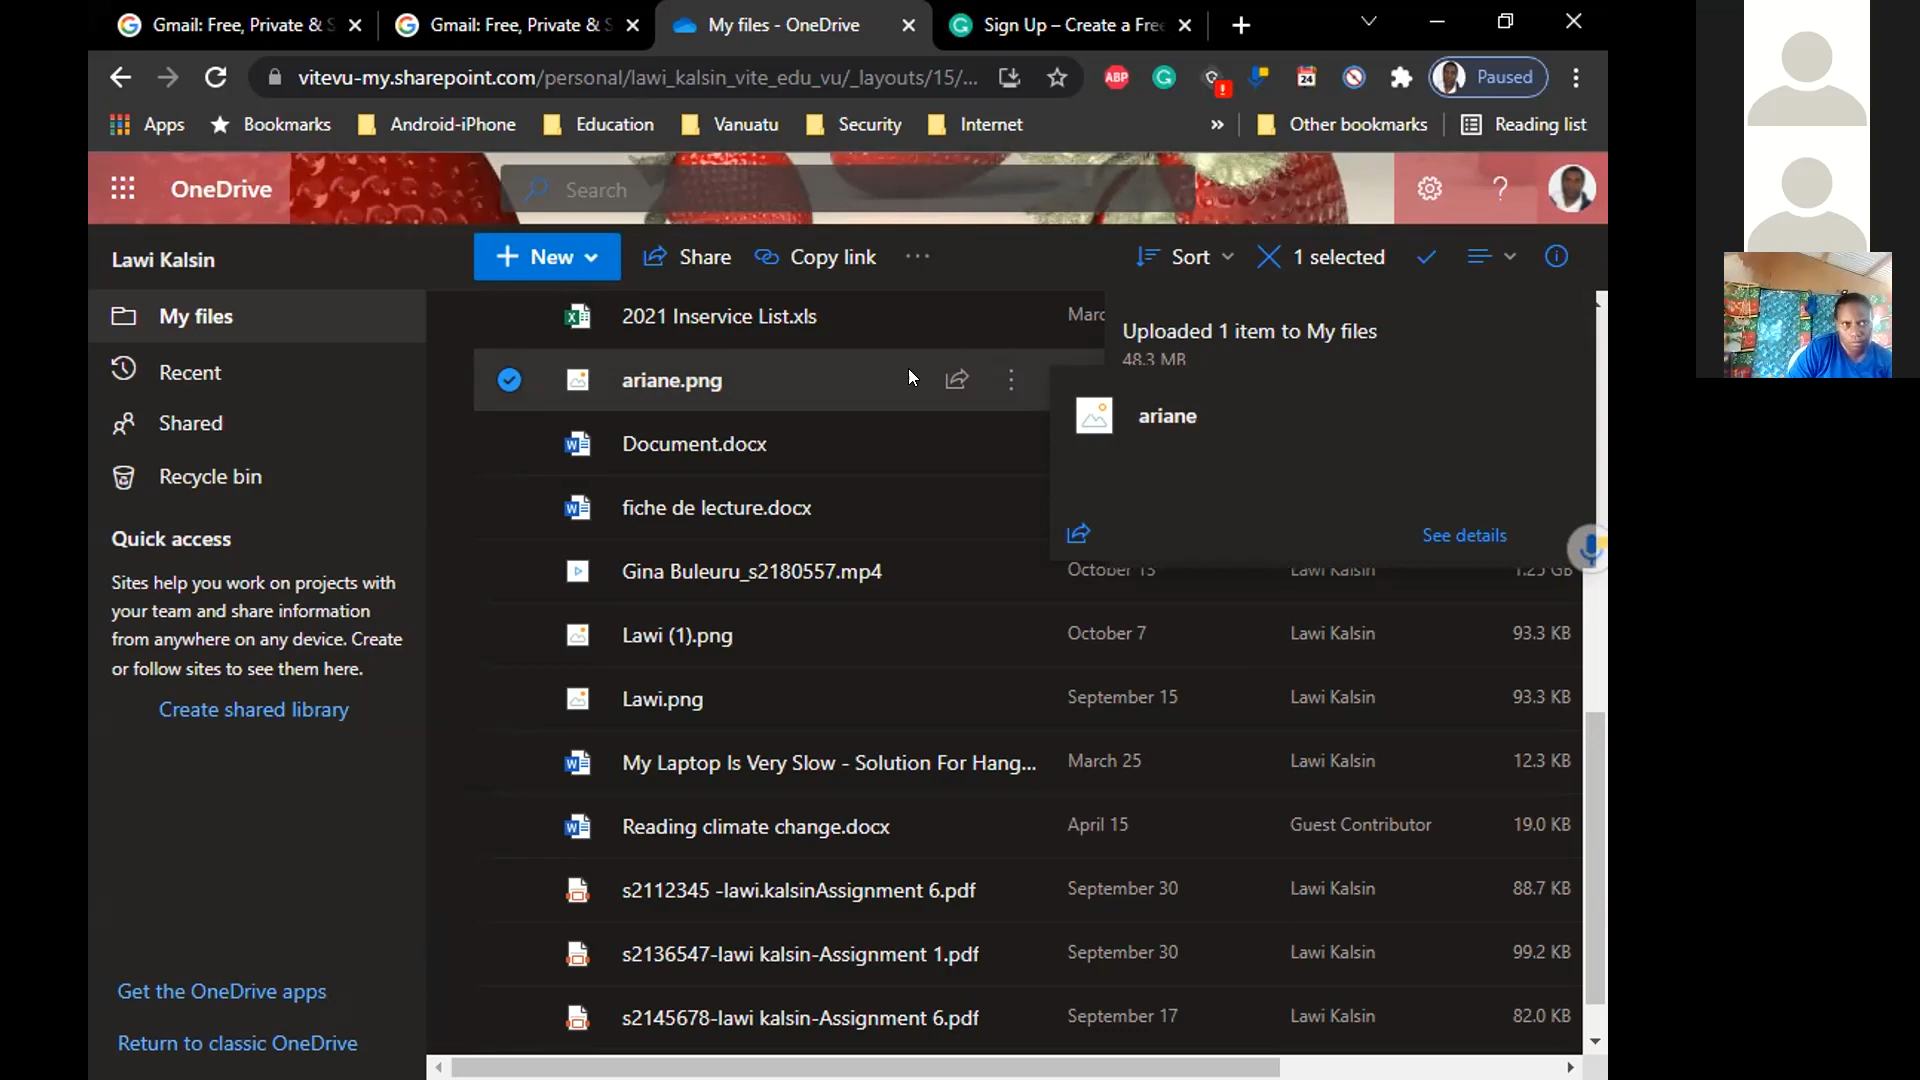 Gmail: Free, Private & S
Gmail: Free, Private & S
My files - OneDrive
Sign Up – Create a Free
vitevu-my.sharepoint.com/personal/lawi_kalsin_vite_edu_vu/_layouts/15/...
ABP
24
Paused
Apps
Bookmarks
Android-iPhone
Education
Vanuatu
Security
Internet
»
Other bookmarks
Reading list
OneDrive
Search
?
Lawi Kalsin
New
Share
Copy link
...
Sort
1 selected
My files
Recent
Shared
Recycle bin
Quick access
Sites help you work on projects with
your team and share information
from anywhere on any device. Create
or follow sites to see them here.
Create shared library
Get the OneDrive apps
Return to classic OneDrive
2021 Inservice List.xls
Marc
ariane.png
Document.docx
fiche de lecture.docx
Gina Buleuru_s2180557.mp4 October 13 Lawi Kalsin 1.25 GB
Lawi (1).png October 7 Lawi Kalsin 93.3 KB
Lawi.png September 15 Lawi Kalsin 93.3 KB
My Laptop Is Very Slow - Solution For Hang... March 25 Lawi Kalsin 12.3 KB
Reading climate change.docx April 15 Guest Contributor 19.0 KB
s2112345 -lawi.kalsinAssignment 6.pdf September 30 Lawi Kalsin 88.7 KB
s2136547-lawi kalsin-Assignment 1.pdf September 30 Lawi Kalsin 99.2 KB
s2145678-lawi kalsin-Assignment 6.pdf September 17 Lawi Kalsin 82.0 KB
Uploaded 1 item to My files
48.3 MB
ariane
See details